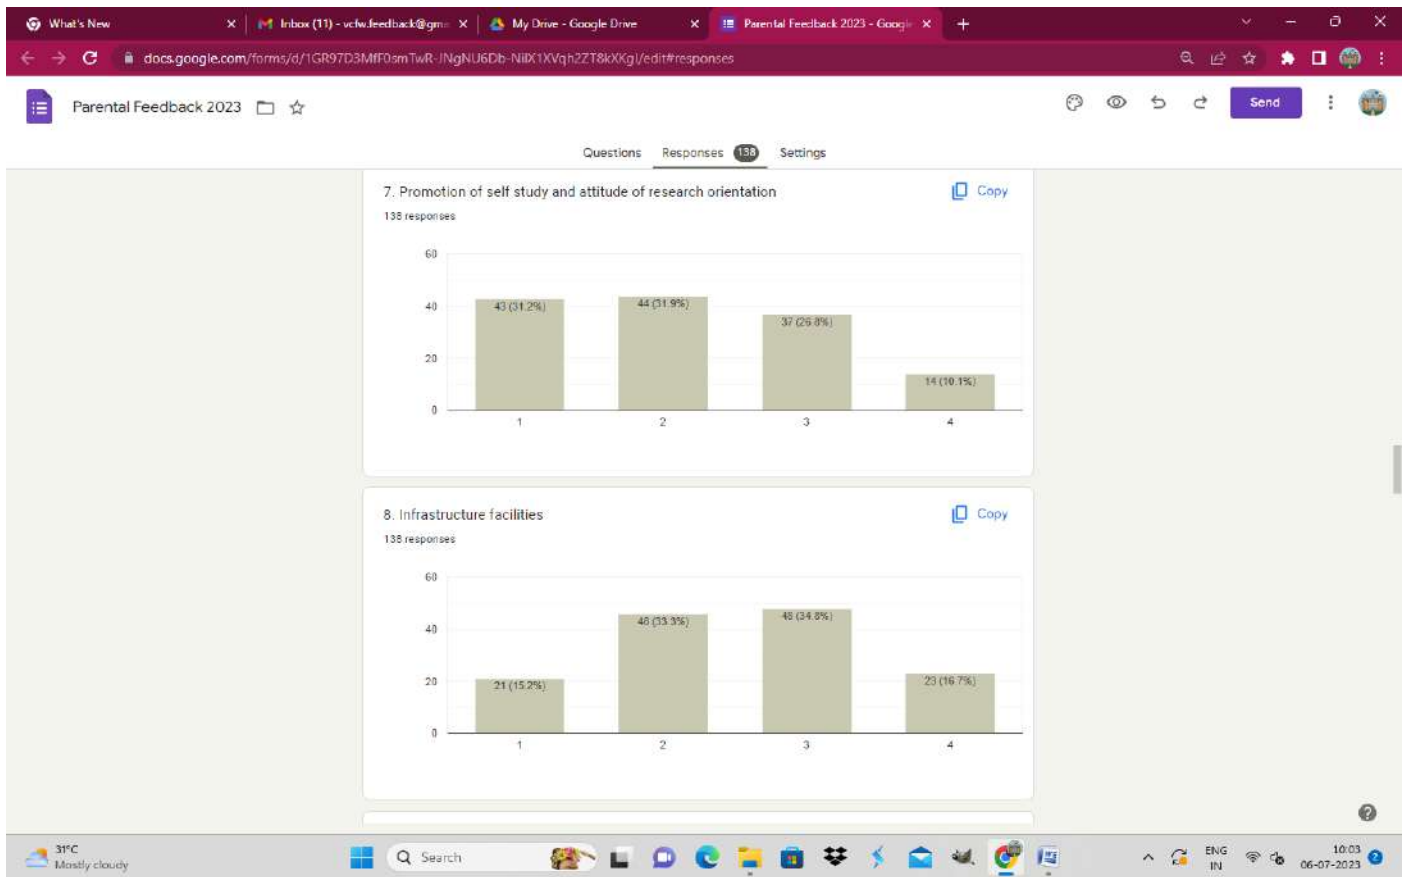 What's New
Inbox (11) - vcfw.feedback@gm
My Drive - Google Drive
Parental Feedback 2023 - Google
docs.google.com/forms/d/1GR97D3MfF0smTwR-JNgNU6Db-NilX1XVqh2ZT8kXKgI/edit#responses
Parental Feedback 2023
Send
Questions Responses 138 Settings
7. Promotion of self study and attitude of research orientation
Copy
138 responses
60
40
20
0
43 (31.2%)
44 (31.9%)
37 (26.8%)
14 (10.1%)
1 2 3 4
8. Infrastructure facilities
Copy
138 responses
60
40
20
0
21 (15.2%)
46 (33.3%)
48 (34.8%)
23 (16.7%)
1 2 3 4
31°C
Mostly cloudy
Search
ENG
IN
10:03
06-07-2023
2